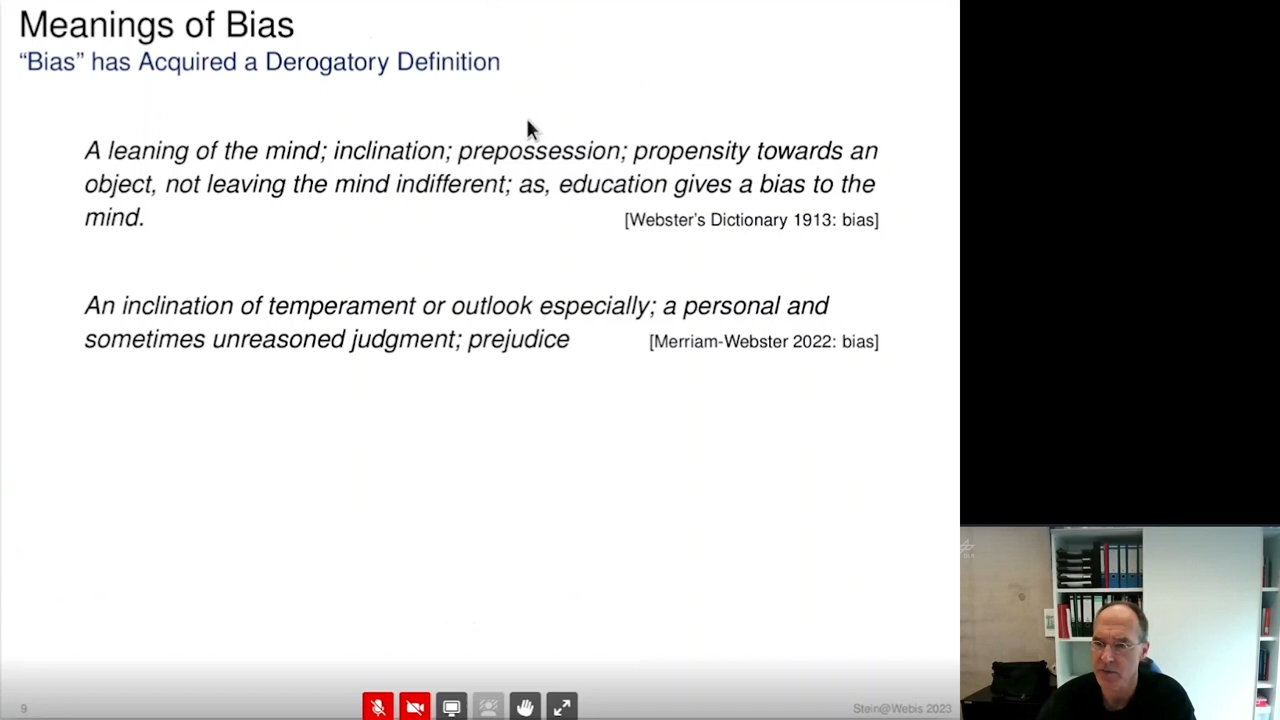 Meanings of Bias
“Bias” has Acquired a Derogatory Definition
A leaning of the mind; inclination; prepossession; propensity towards an
object, not leaving the mind indifferent; as, education gives a bias to the
mind. [Webster's Dictionary 1913: bias]
An inclination of temperament or outlook especially; a personal and
sometimes unreasoned judgment; prejudice [Merriam-Webster 2022: bias]
9 Stein@Webis 2023